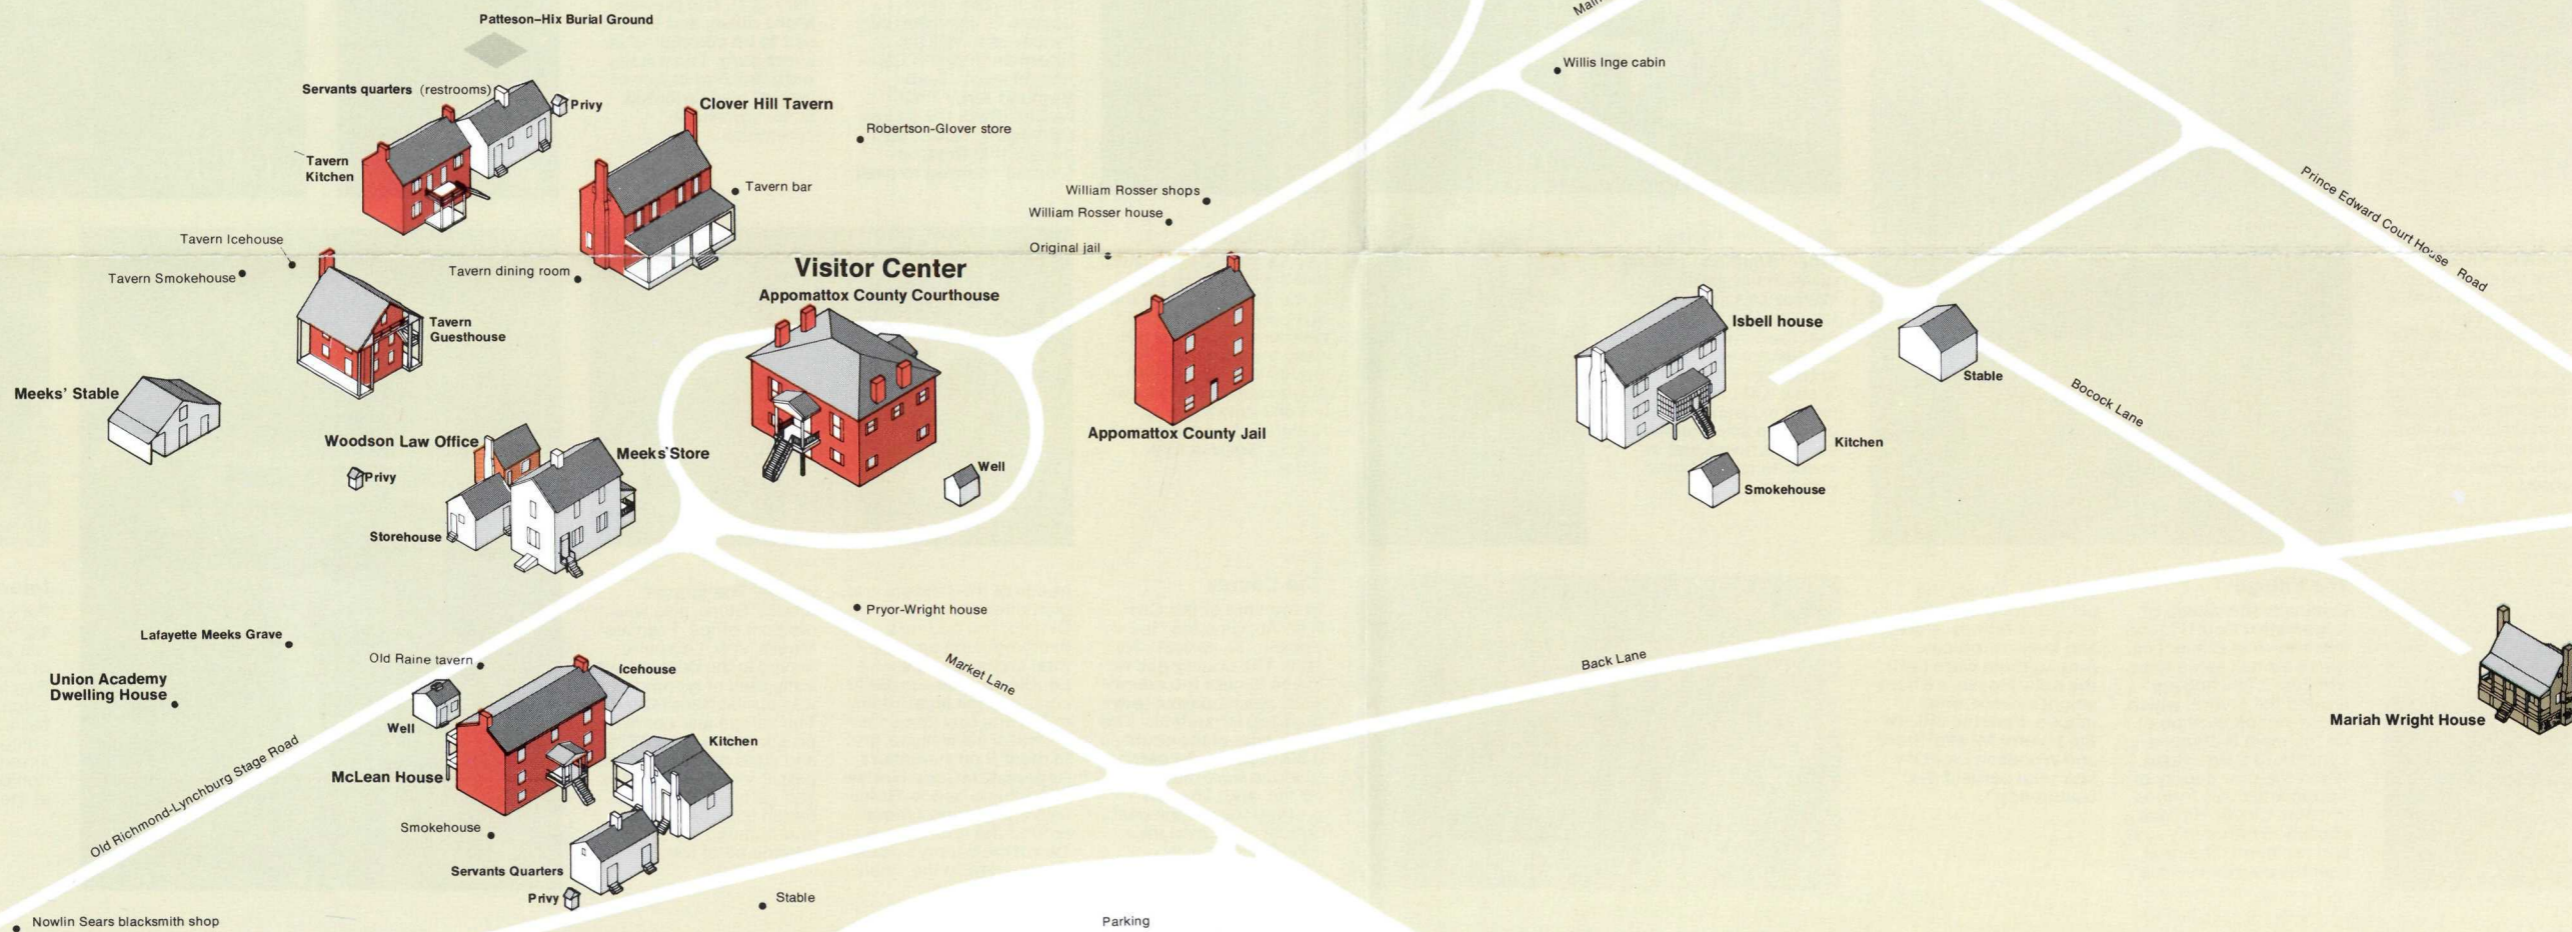 Patteson–Hix Burial Ground
Main
Willis Inge cabin
Servants quarters (restrooms)
Privy
Clover Hill Tavern
Robertson-Glover store
Tavern
Kitchen
Tavern bar
William Rosser shops
William Rosser house
Prince Edward Court House Road
Tavern Icehouse
Original jail
Tavern Smokehouse
Tavern dining room
Visitor Center
Appomattox County Courthouse
Tavern
Guesthouse
Isbell house
Stable
Meeks' Stable
Bocock Lane
Woodson Law Office
Meeks' Store
Appomattox County Jail
Kitchen
Privy
Well
Smokehouse
Storehouse
Pryor-Wright house
Lafayette Meeks Grave
Old Raine tavern
Icehouse
Market Lane
Back Lane
Union Academy
Dwelling House
Well
Mariah Wright House
Kitchen
McLean House
Old Richmond-Lynchburg Stage Road
Smokehouse
Servants Quarters
Privy
Stable
Nowlin Sears blacksmith shop
Parking